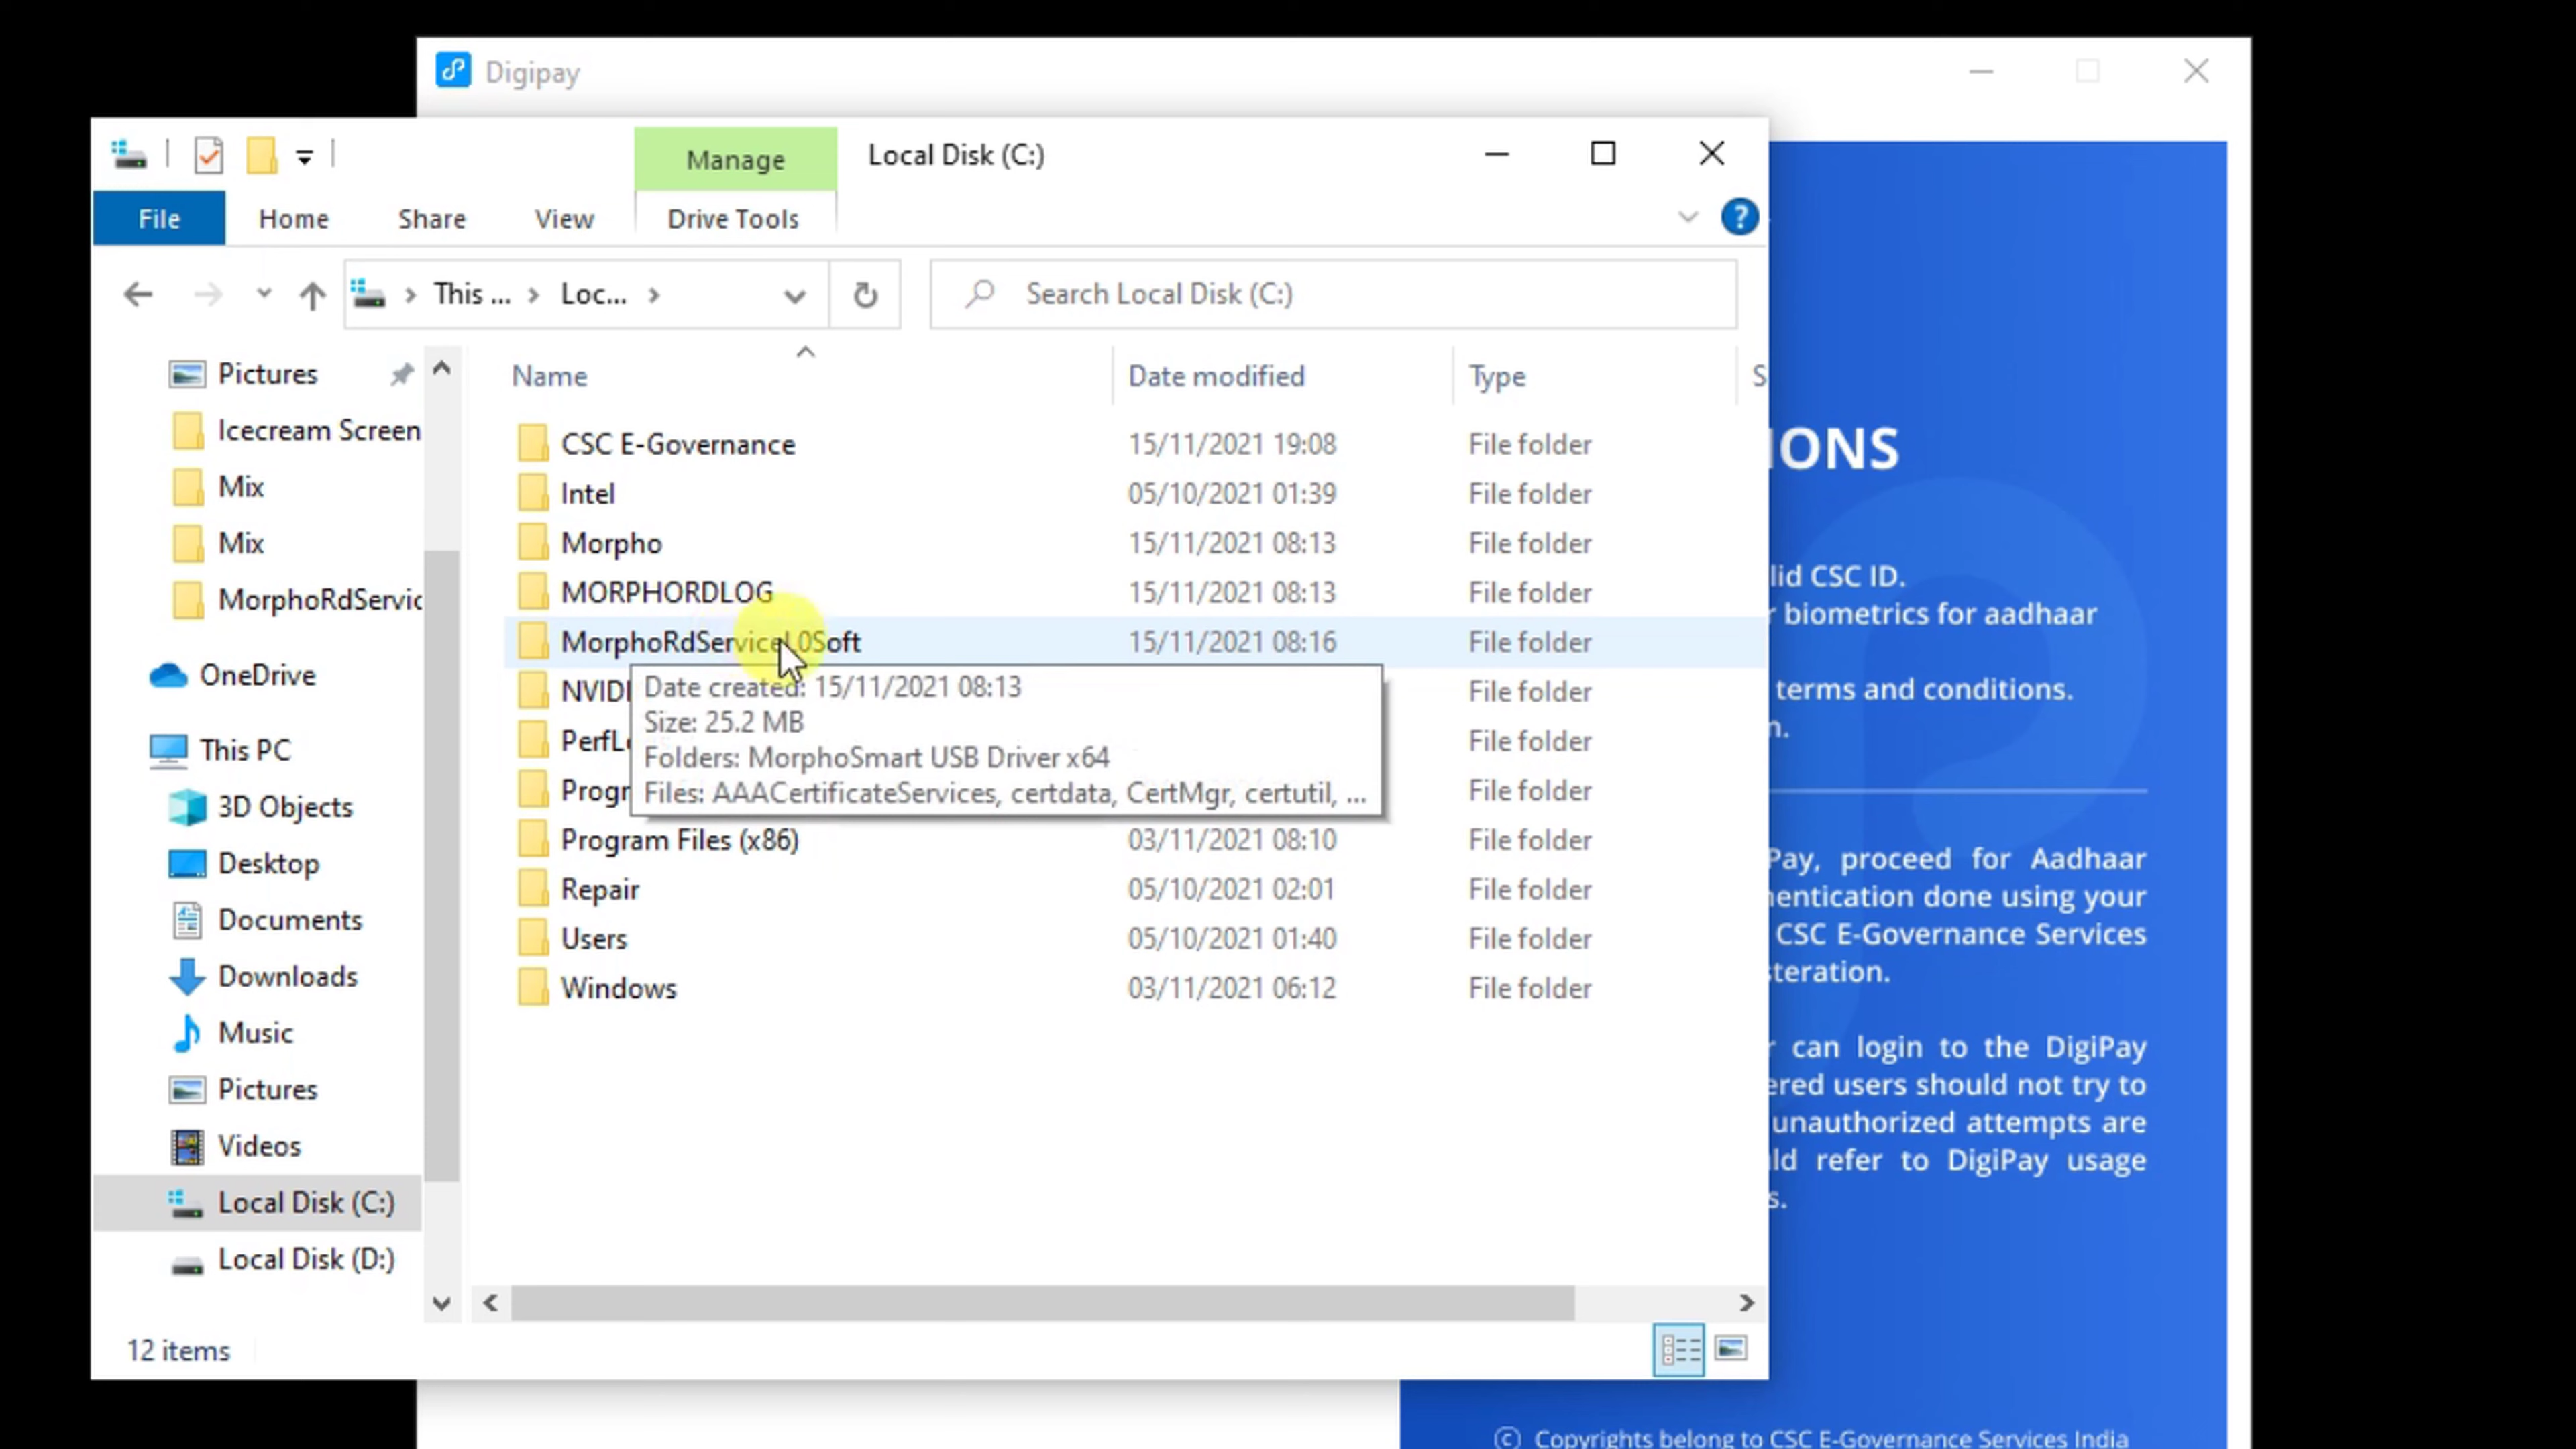 Digipay
Manage
Local Disk (C:)
File
Home
Share
View
Drive Tools
This ...
Loc...
Search Local Disk (C:)
Pictures
Icecream Screen
Mix
Mix
MorphoRdServic
OneDrive
This PC
3D Objects
Desktop
Documents
Downloads
Music
Pictures
Videos
Local Disk (C:)
Local Disk (D:)
Name Date modified Type S
CSC E-Governance 15/11/2021 19:08 File folder
Intel 05/10/2021 01:39 File folder
Morpho 15/11/2021 08:13 File folder
MORPHORDLOG 15/11/2021 08:13 File folder
MorphoRdServiceL0Soft 15/11/2021 08:16 File folder
NVIDI File folder
PerfL File folder
Progr File folder
Date created: 15/11/2021 08:13
Size: 25.2 MB
Folders: MorphoSmart USB Driver x64
Files: AAACertificateServices, certdata, CertMgr, certutil, ...
Program Files (x86) 03/11/2021 08:10 File folder
Repair 05/10/2021 02:01 File folder
Users 05/10/2021 01:40 File folder
Windows 03/11/2021 06:12 File folder
12 items
IONS
lid CSC ID.
r biometrics for aadhaar
terms and conditions.
n.
Pay, proceed for Aadhaar
entication done using your
CSC E-Governance Services
steration.
r can login to the DigiPay
ered users should not try to
unauthorized attempts are
ld refer to DigiPay usage
s.
© Copyrights belong to CSC E-Governance Services India